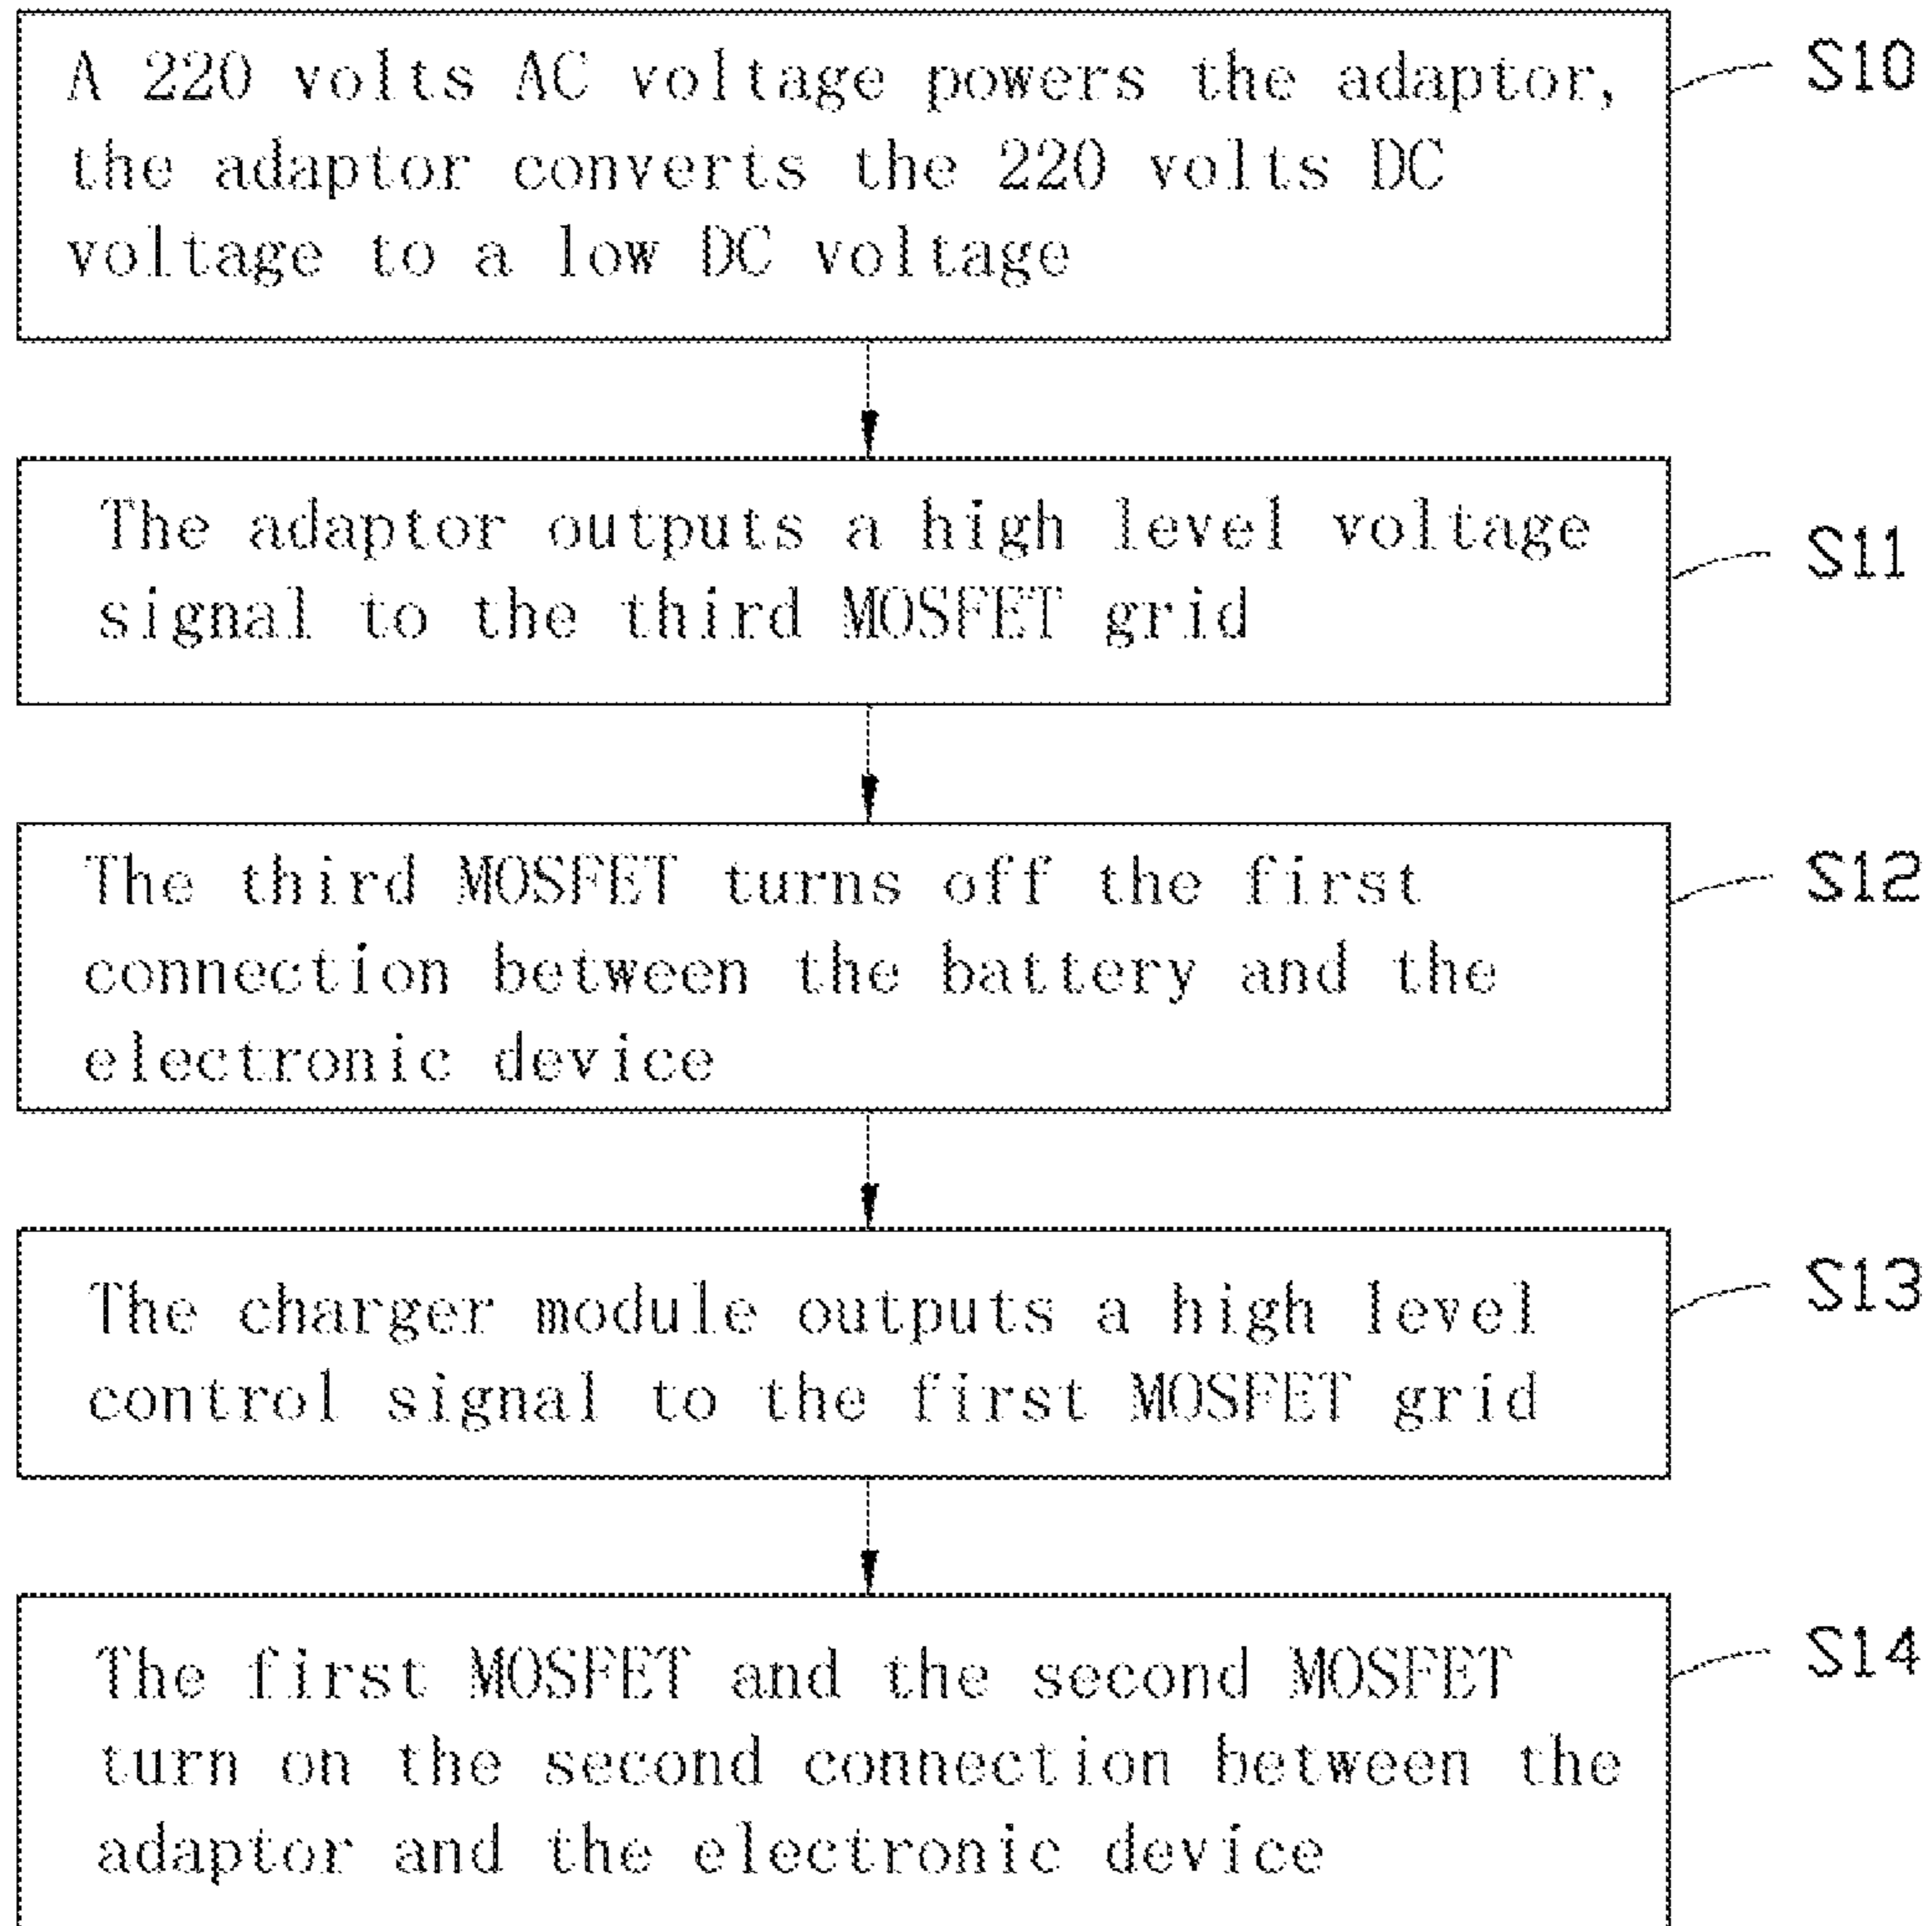 A 220 volts AC voltage powers the adaptor,
the adaptor converts the 220 volts DC
voltage to a low DC voltage
S10
The adaptor outputs a high level voltage
signal to the third MOSFET grid
S11
The third MOSFET turns off the first
connection between the battery and the
electronic device
S12
The charger module outputs a high level
control signal to the first MOSFET grid
S13
The first MOSFET and the second MOSFET
turn on the second connection between the
adaptor and the electronic device
S14